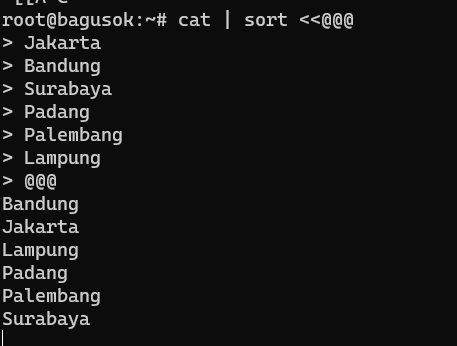 root@bagusok:~# cat | sort <<@@@
> Jakarta
> Bandung
> Surabaya
> Padang
> Palembang
> Lampung
> @@@
Bandung
Jakarta
Lampung
Padang
Palembang
Surabaya